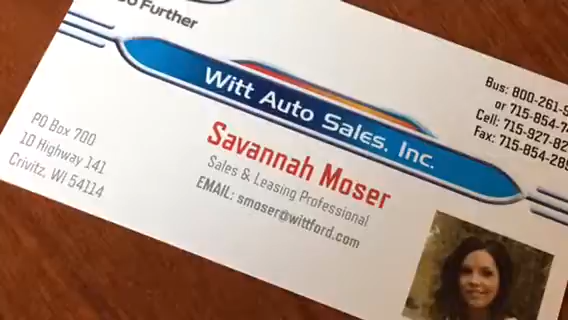 Further
Witt Auto Sales, Inc.
Bus: 800-261-
or 715-854-
Cell: 715-927-
Fax: 715-854-
PO Box 700
10 Highway 141
Crivitz, WI 54114
Savannah Moser
Sales & Leasing Professional
EMAIL: smoser@wittford.com